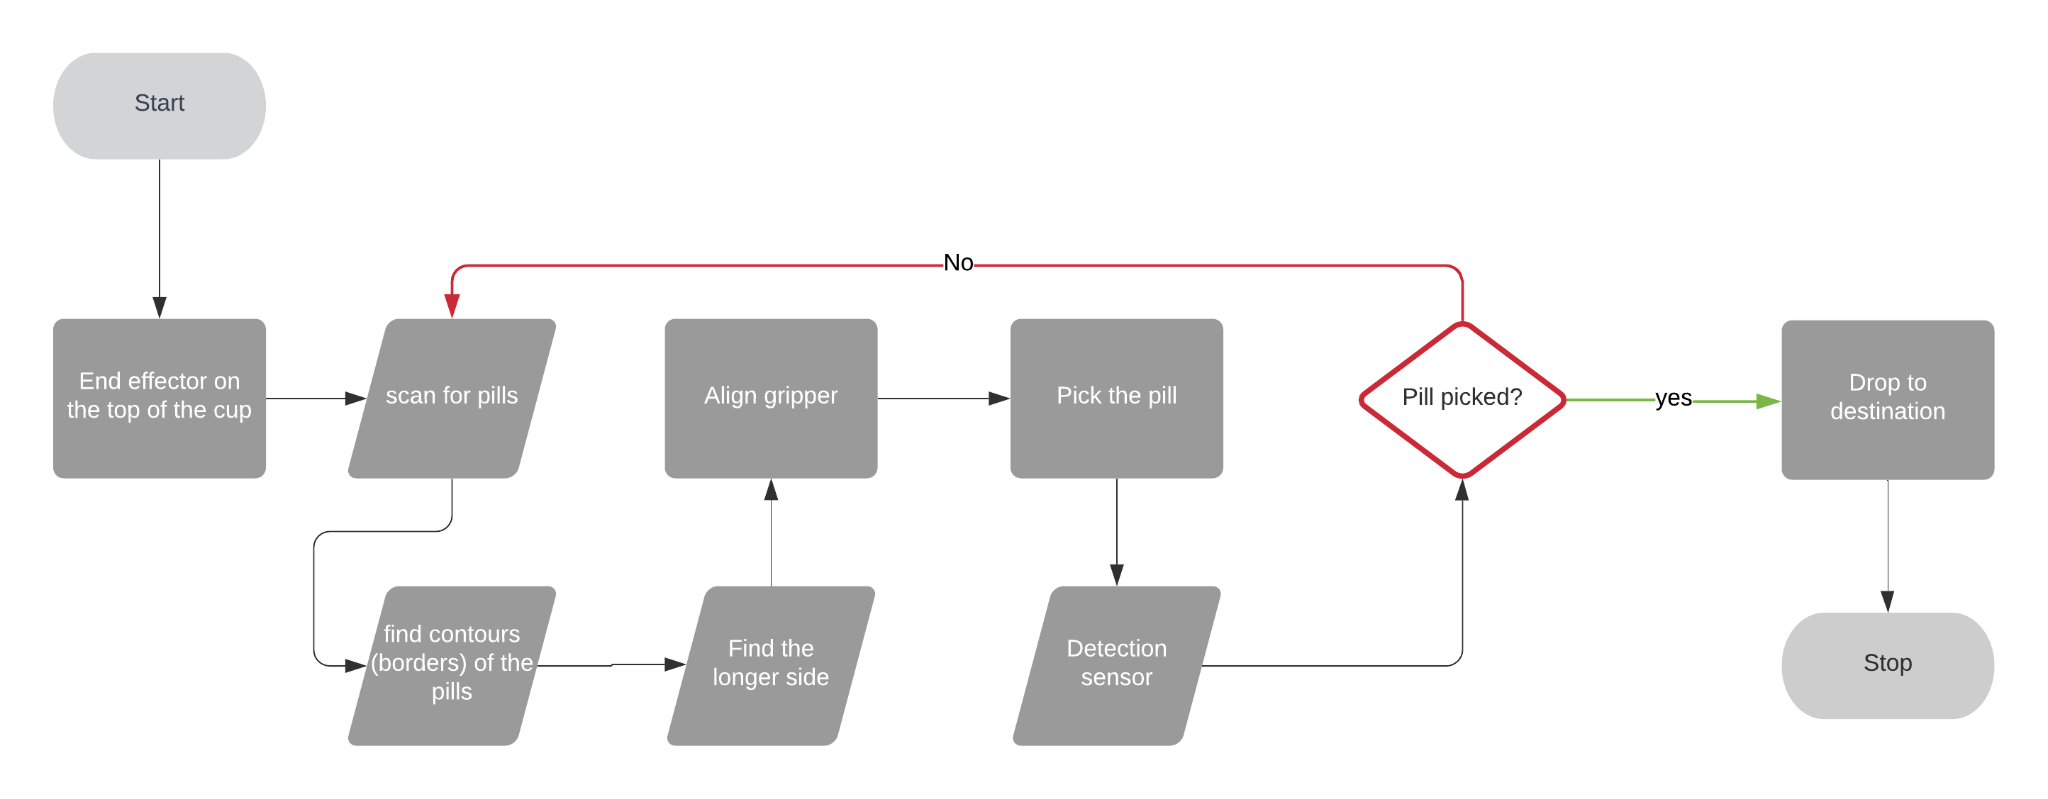 Start
No
End effector on
the top of the cup
scan for pills
Align gripper
Pick the pill
Pill picked?
yes
Drop to
destination
find contours
(borders) of the
pills
Find the
longer side
Detection
sensor
Stop